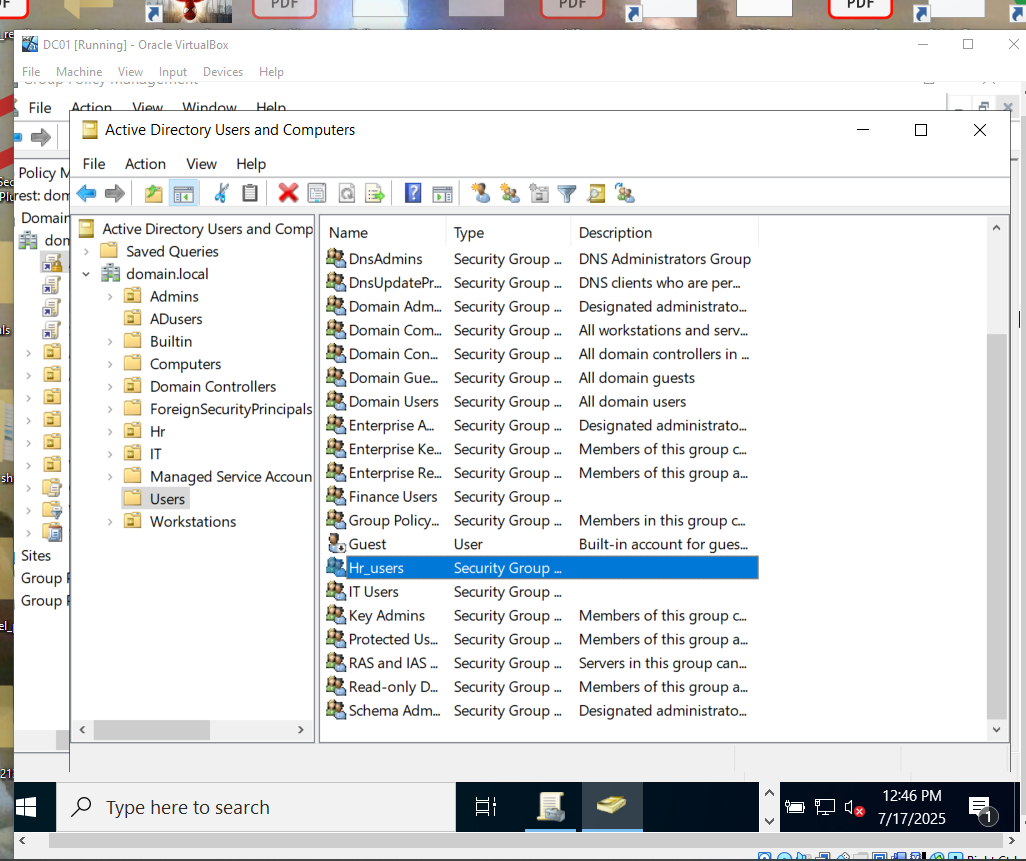 PDF
PDF
PDF
DC01 [Running] - Oracle VirtualBox
File Machine View Input Devices Help
Group Policy Management
File Action View Window Help
Active Directory Users and Computers
File Action View Help
Policy M
rest: dom
Domain
dom
Sites
Group P
Group P
Active Directory Users and Comp
Saved Queries
domain.local
Admins
ADusers
Builtin
Computers
Domain Controllers
ForeignSecurityPrincipals
Hr
IT
Managed Service Accoun
Users
Workstations
Name Type Description
DnsAdmins Security Group ... DNS Administrators Group
DnsUpdatePr... Security Group ... DNS clients who are per...
Domain Adm... Security Group ... Designated administrato...
Domain Com... Security Group ... All workstations and serv...
Domain Con... Security Group ... All domain controllers in ...
Domain Gue... Security Group ... All domain guests
Domain Users Security Group ... All domain users
Enterprise A... Security Group ... Designated administrato...
Enterprise Ke... Security Group ... Members of this group c...
Enterprise Re... Security Group ... Members of this group a...
Finance Users Security Group ...
Group Policy... Security Group ... Members in this group c...
Guest User Built-in account for gues...
Hr_users Security Group ...
IT Users Security Group ...
Key Admins Security Group ... Members of this group c...
Protected Us... Security Group ... Members of this group a...
RAS and IAS ... Security Group ... Servers in this group can...
Read-only D... Security Group ... Members of this group a...
Schema Adm... Security Group ... Designated administrato...
Type here to search
12:46 PM
7/17/2025
1
Right Ctrl